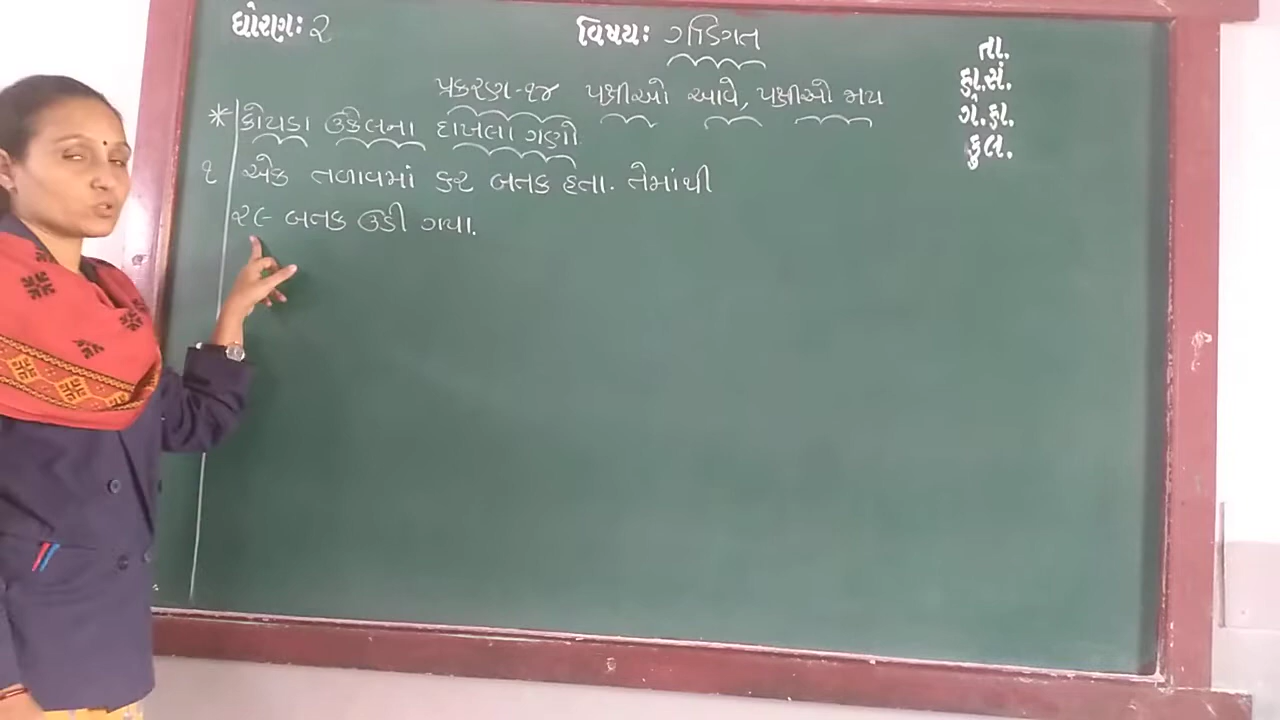 ધોરણઃ ૨
વિષયઃ ગણિત
તા.
હા.સં.
ગે.હા.
કુલ.
પ્રકરણ-૧૪ પક્ષીઓ આવે, પક્ષીઓ જાય
* કોયડા ઉકેલના દાખલા ગણો.
૧ એક તળાવમાં ૬૨ બતક હતા. તેમાંથી
૨૯ બતક ઉડી ગયા.